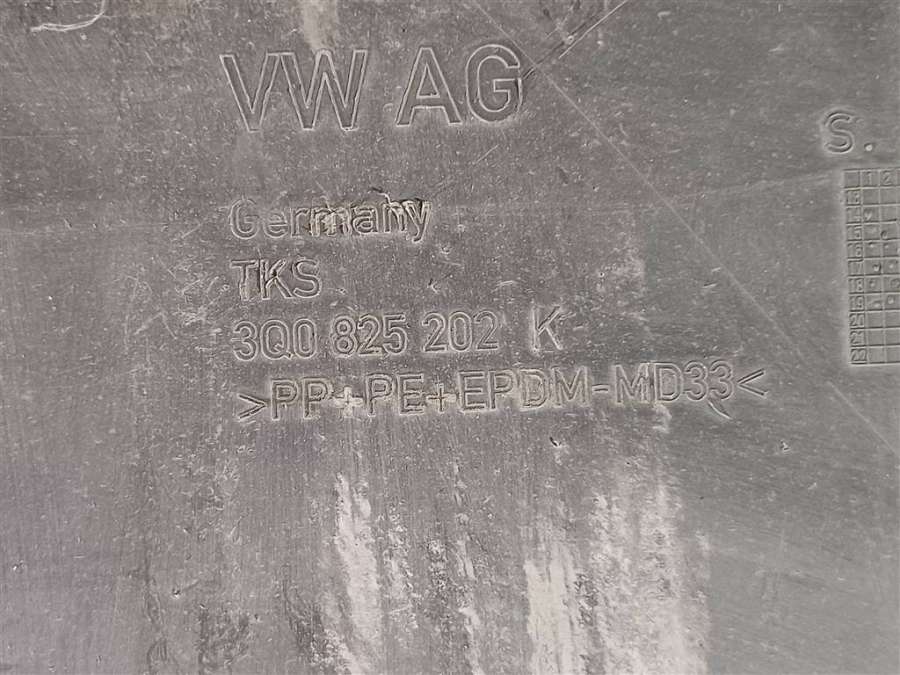 VW AG
S.
Germany
TKS
3Q0 825 202 K
>PP+PE+EPDM-MD33<